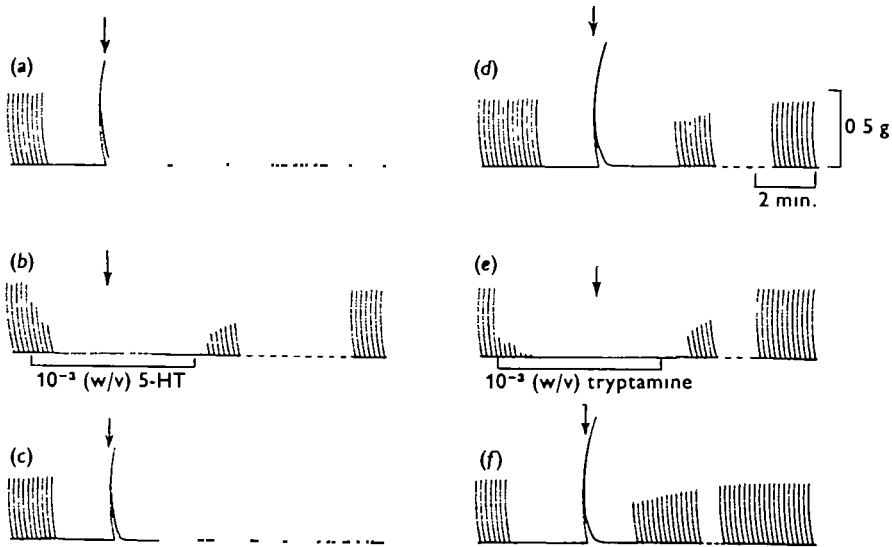 (a)
(d)
0 5 g
2 min.
(b)
10⁻³ (w/v) 5-HT
(e)
10⁻³ (w/v) tryptamine
(c)
(f)